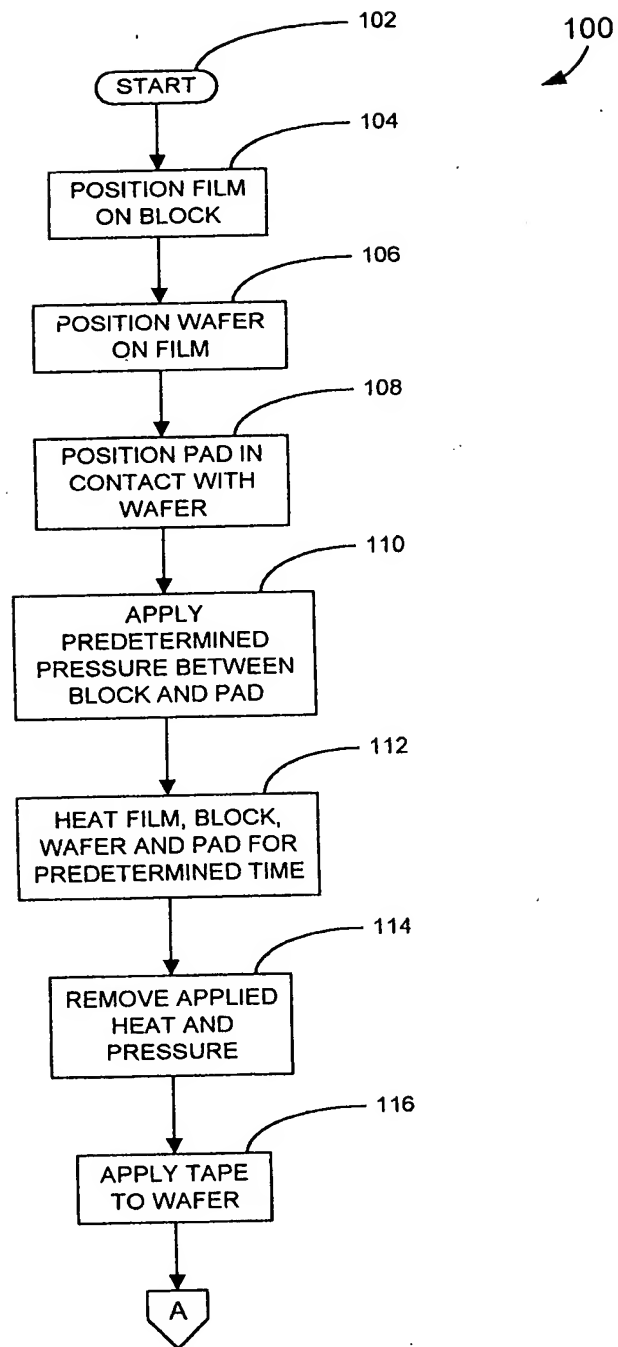 102
100
START
104
POSITION FILM
ON BLOCK
106
POSITION WAFER
ON FILM
108
POSITION PAD IN
CONTACT WITH
WAFER
110
APPLY
PREDETERMINED
PRESSURE BETWEEN
BLOCK AND PAD
112
HEAT FILM, BLOCK,
WAFER AND PAD FOR
PREDETERMINED TIME
114
REMOVE APPLIED
HEAT AND
PRESSURE
116
APPLY TAPE
TO WAFER
A